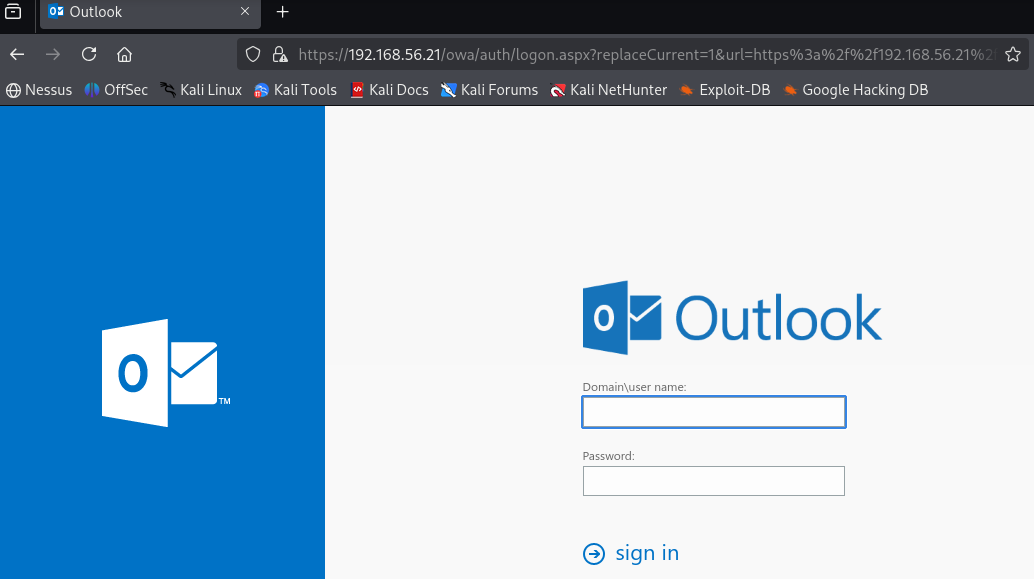 Outlook
https://192.168.56.21/owa/auth/logon.aspx?replaceCurrent=1&url=https%3a%2f%2f192.168.56.21%2
Nessus OffSec Kali Linux Kali Tools Kali Docs Kali Forums Kali NetHunter Exploit-DB Google Hacking DB
O Outlook
Domain\user name:
O TM
Password:
sign in